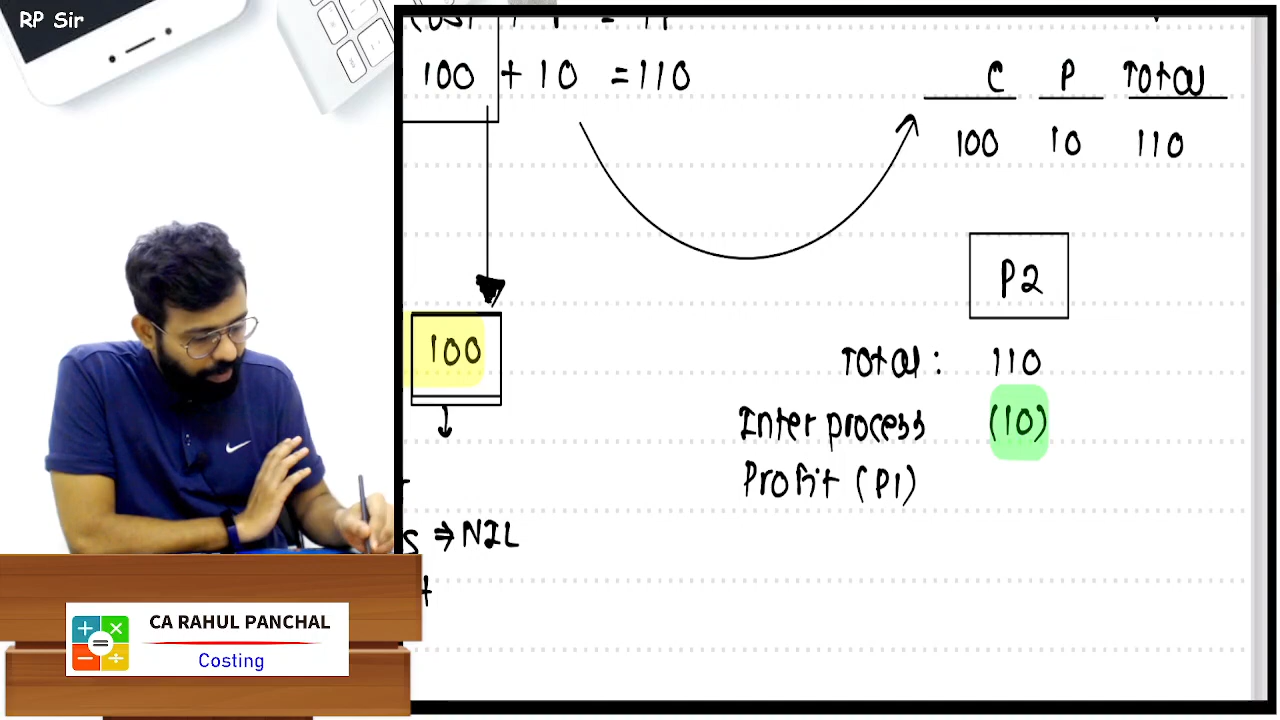 RP Sir
100 + 10 = 110
C P Total
100 10 110
P2
100
Total : 110
Inter process (10)
Profit (P1)
⇒ NIL
CA RAHUL PANCHAL
Costing